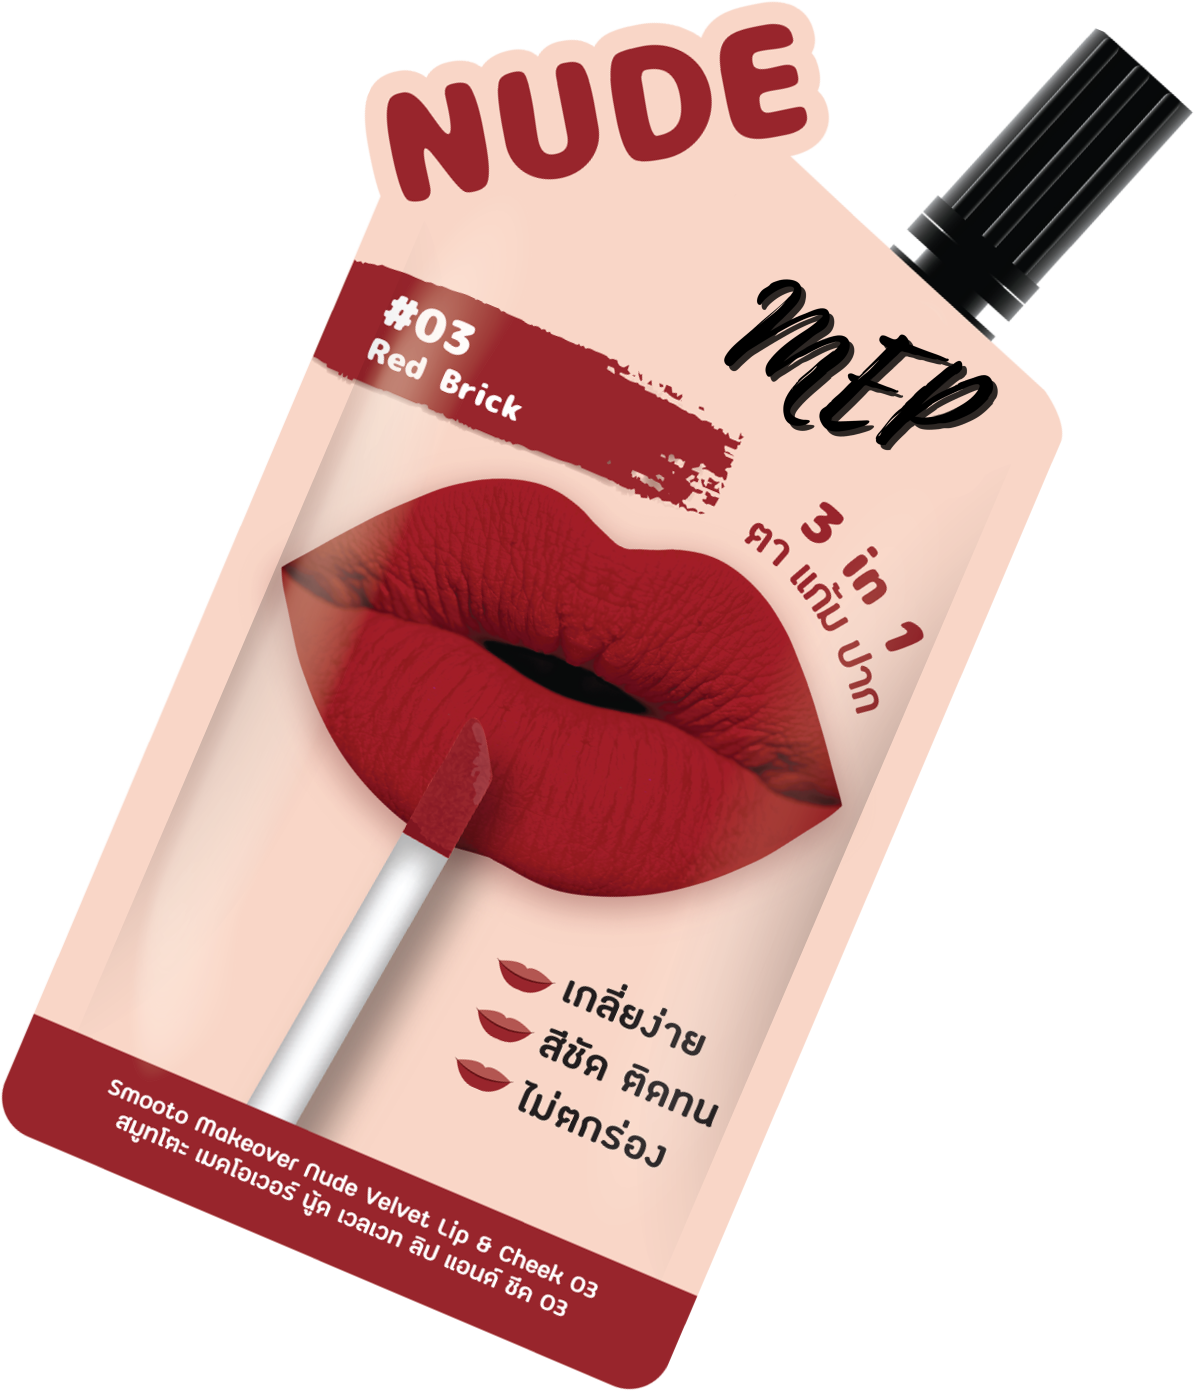 NUDE
#03
Red Brick
MEP
3 in 1
ตา แก้ม ปาก
เกลี่ยง่าย
สีชัด ติดทน
ไม่ตกร่อง
Smooto Makeover Nude Velvet Lip & Cheek 03
สมูทโตะ เมคโอเวอร์ นู้ด เวลเวท ลิป แอนด์ ชีค 03